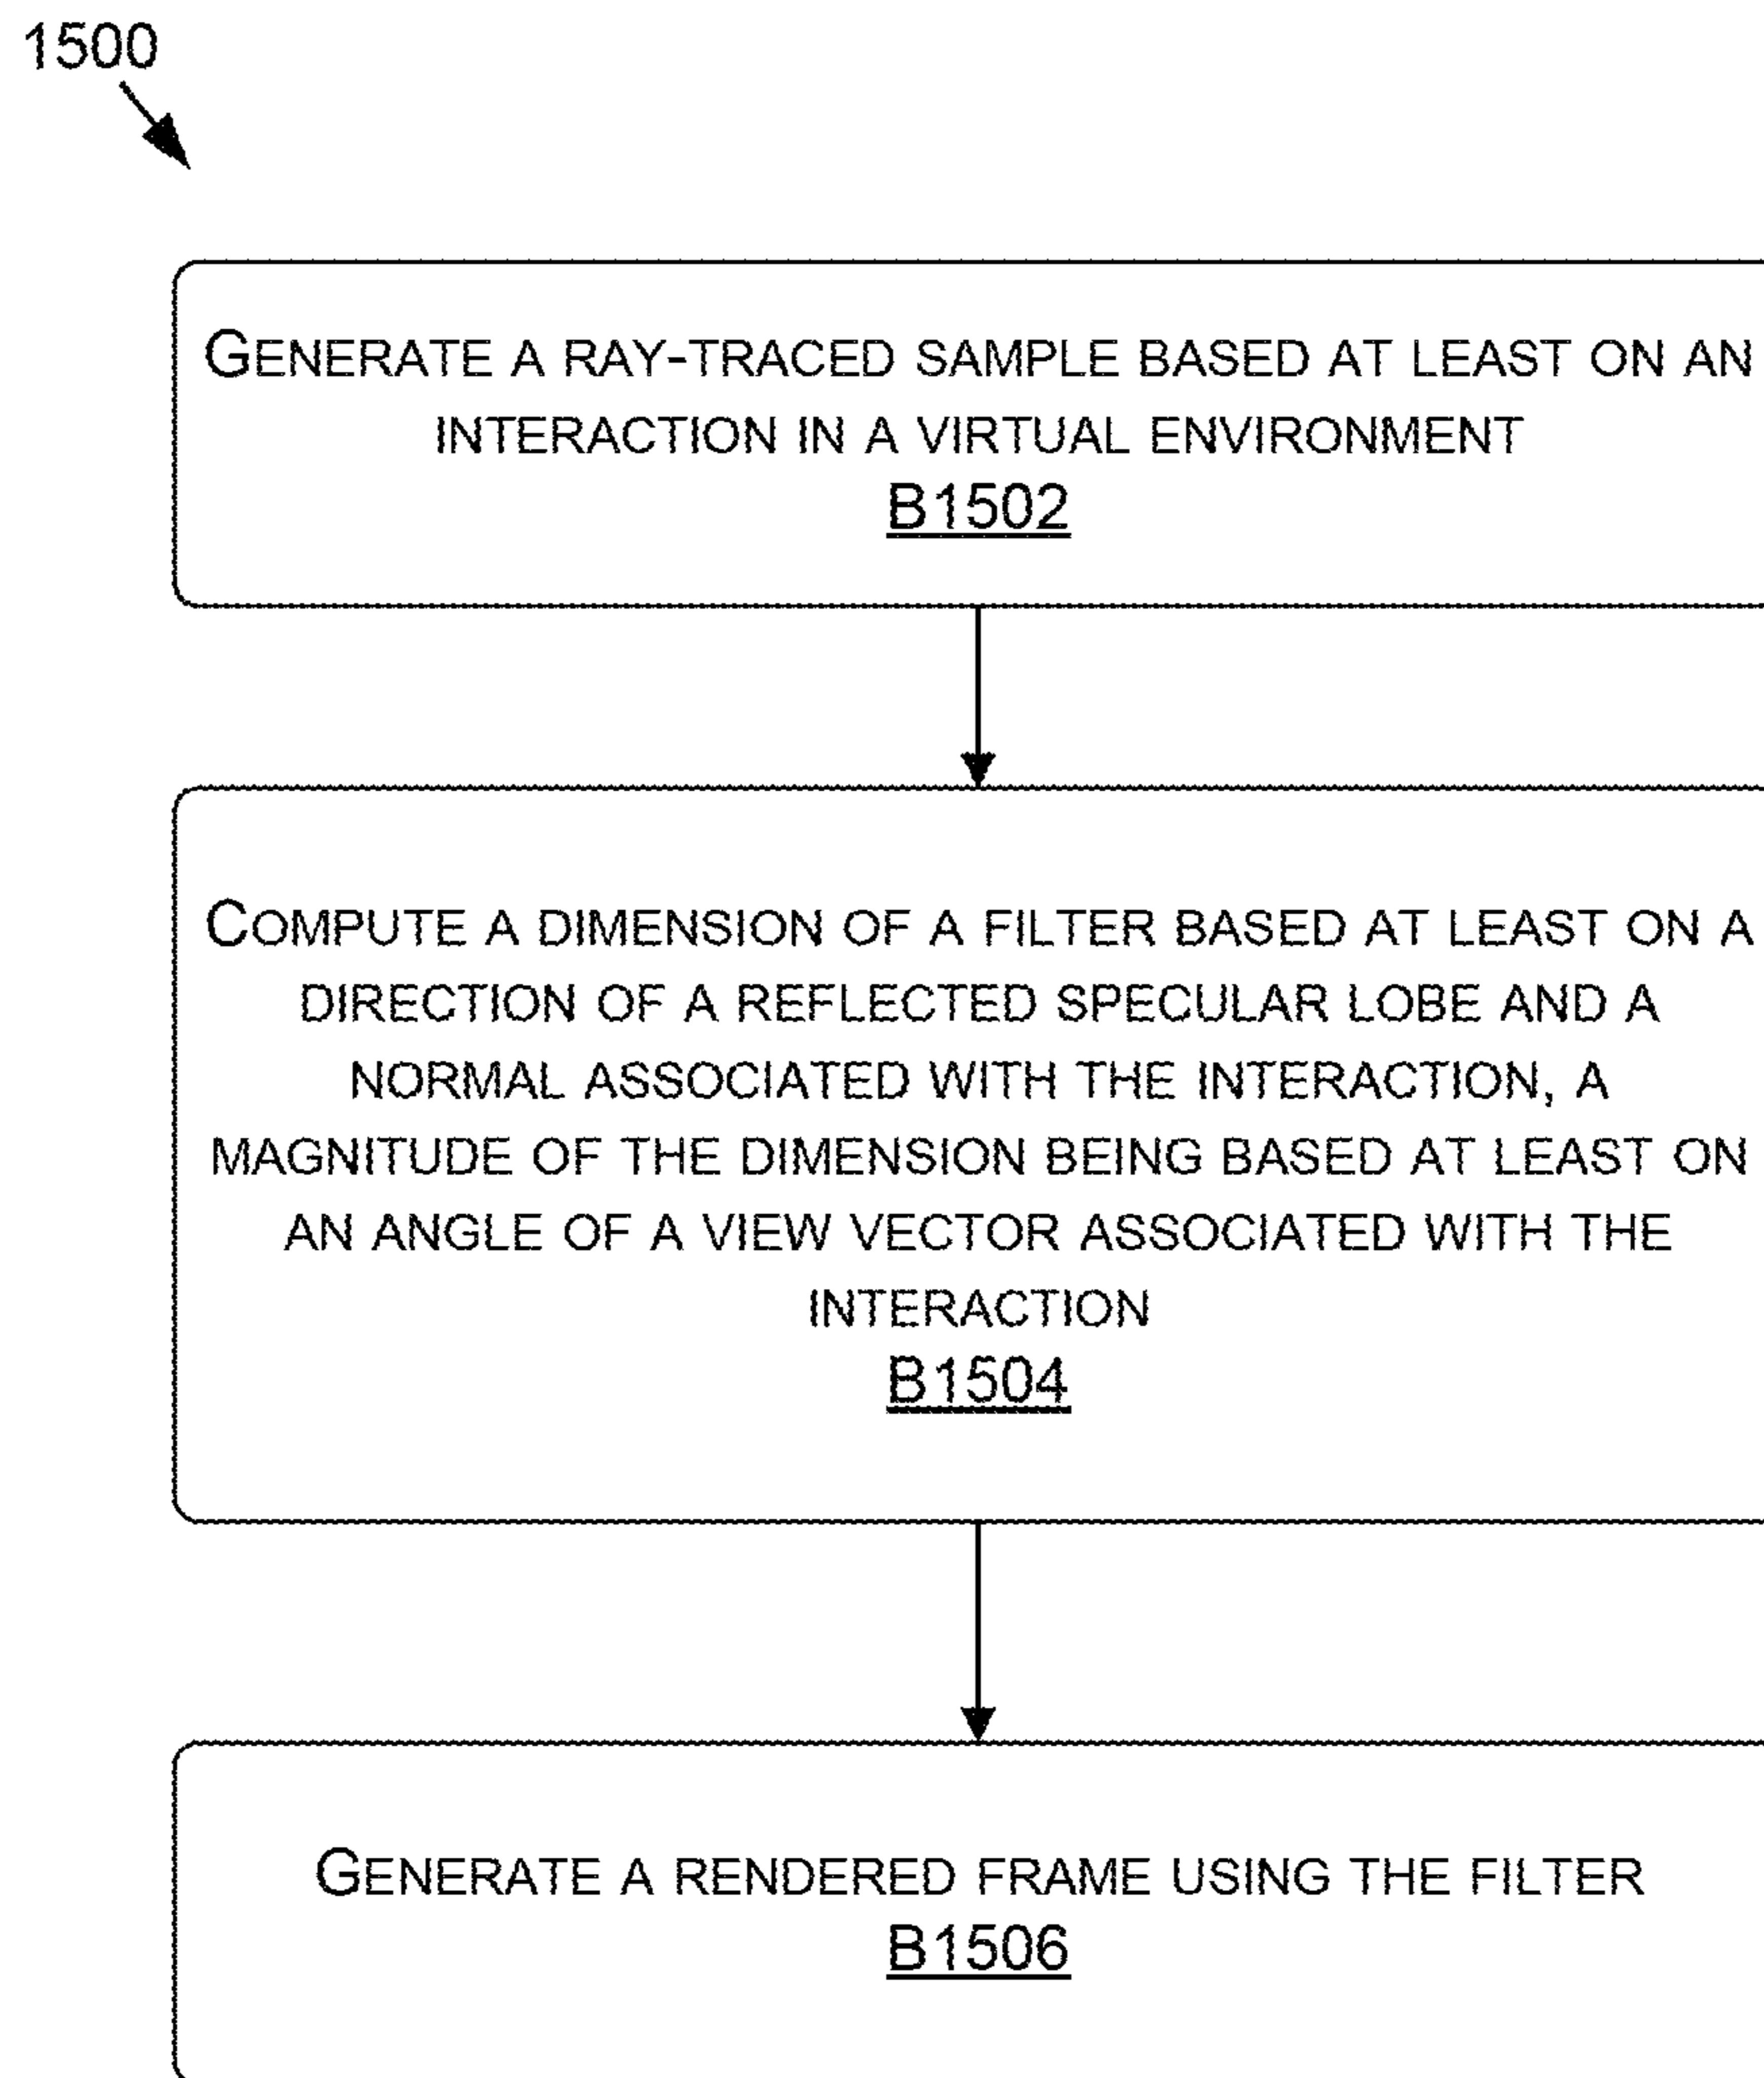 1500
GENERATE A RAY-TRACED SAMPLE BASED AT LEAST ON AN
INTERACTION IN A VIRTUAL ENVIRONMENT
B1502
COMPUTE A DIMENSION OF A FILTER BASED AT LEAST ON A
DIRECTION OF A REFLECTED SPECULAR LOBE AND A
NORMAL ASSOCIATED WITH THE INTERACTION, A
MAGNITUDE OF THE DIMENSION BEING BASED AT LEAST ON
AN ANGLE OF A VIEW VECTOR ASSOCIATED WITH THE
INTERACTION
B1504
GENERATE A RENDERED FRAME USING THE FILTER
B1506